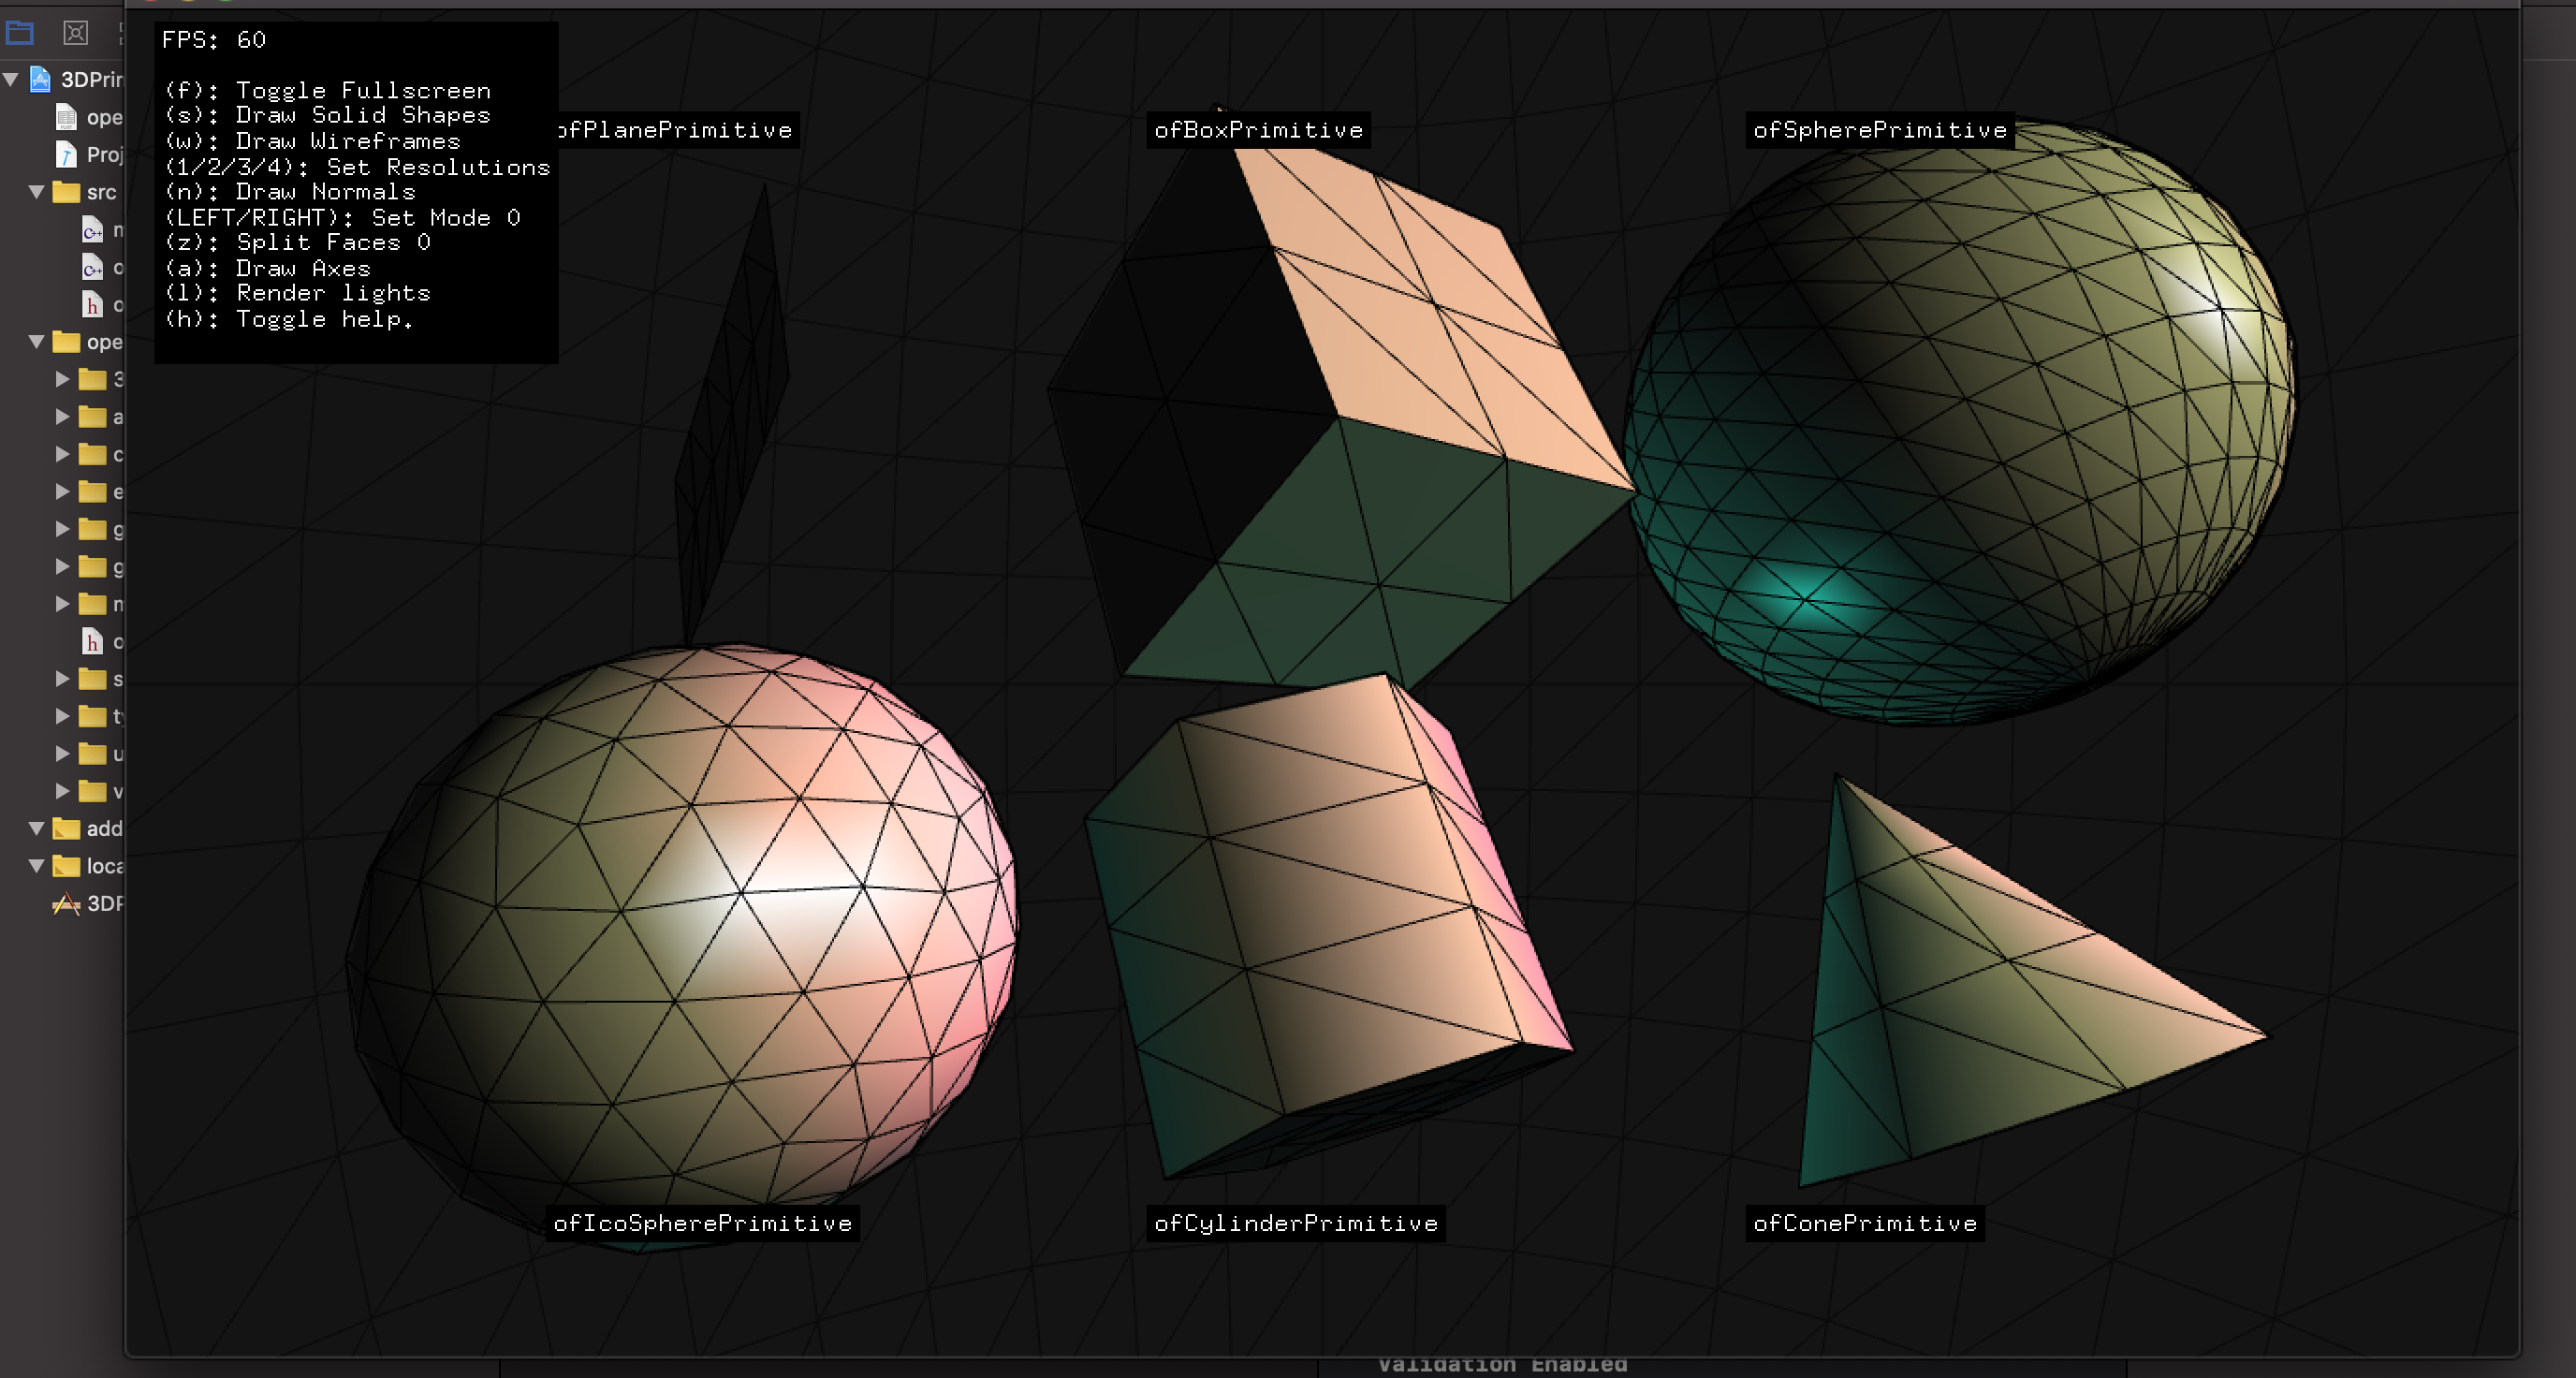 FPS: 60
(f): Toggle Fullscreen
(s): Draw Solid Shapes
(w): Draw Wireframes
(1/2/3/4): Set Resolutions
(n): Draw Normals
(LEFT/RIGHT): Set Mode 0
(z): Split Faces 0
(a): Draw Axes
(l): Render lights
(h): Toggle help.
ofPlanePrimitive
ofBoxPrimitive
ofSpherePrimitive
ofIcoSpherePrimitive
ofCylinderPrimitive
ofConePrimitive
3DPrin
ope
Proj
src
ope
add
loca
3DP
Validation Enabled